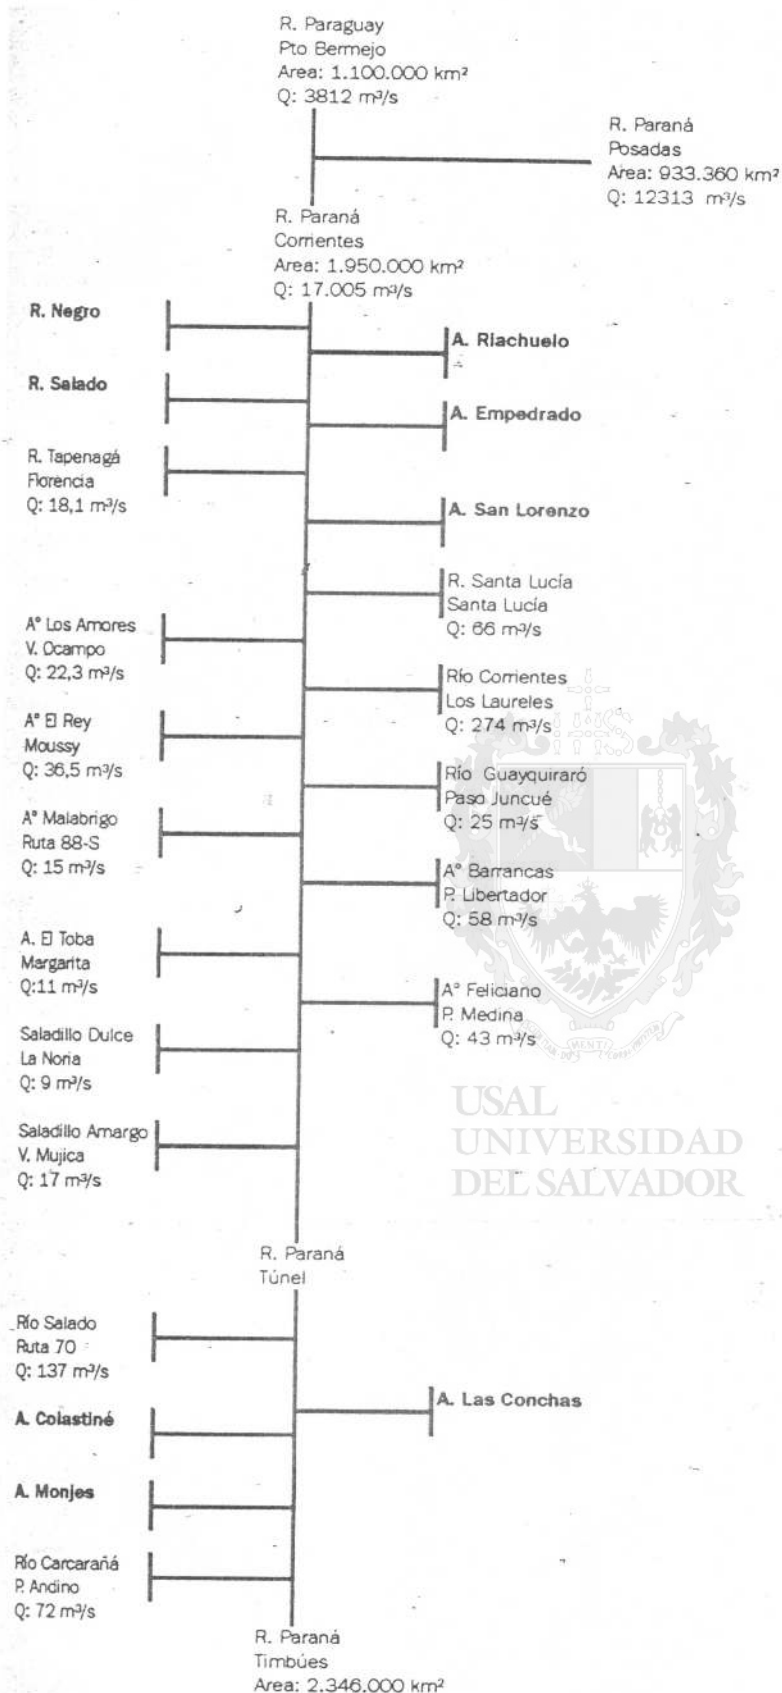 R. Paraguay
Pto Bermejo
Area: 1.100.000 km²
Q: 3812 m³/s
R. Paraná
Posadas
Area: 933.360 km²
Q: 12313 m³/s
R. Paraná
Corrientes
Area: 1.950.000 km²
Q: 17.005 m³/s
R. Negro
A. Riachuelo
R. Salado
A. Empedrado
R. Tapenagá
Florencia
Q: 18,1 m³/s
A. San Lorenzo
R. Santa Lucía
Santa Lucía
Q: 66 m³/s
Aº Los Amores
V. Ocampo
Q: 22,3 m³/s
Río Corrientes
Los Laureles
Q: 274 m³/s
Aº El Rey
Moussy
Q: 36,5 m³/s
Río Guayquiraró
Paso Juncué
Q: 25 m³/s
Aº Malabrigo
Ruta 88-S
Q: 15 m³/s
Aº Barrancas
P. Libertador
Q: 58 m³/s
A. El Toba
Margarita
Q:11 m³/s
Aº Feliciano
P. Medina
Q: 43 m³/s
Saladillo Dulce
La Noria
Q: 9 m³/s
Saladillo Amargo
V. Mujica
Q: 17 m³/s
USAL
UNIVERSIDAD
DEL SALVADOR
R. Paraná
Túnel
Río Salado
Ruta 70
Q: 137 m³/s
A. Las Conchas
A. Colastiné
A. Monjes
Río Carcarañá
P. Andino
Q: 72 m³/s
R. Paraná
Timbúes
Area: 2.346.000 km²